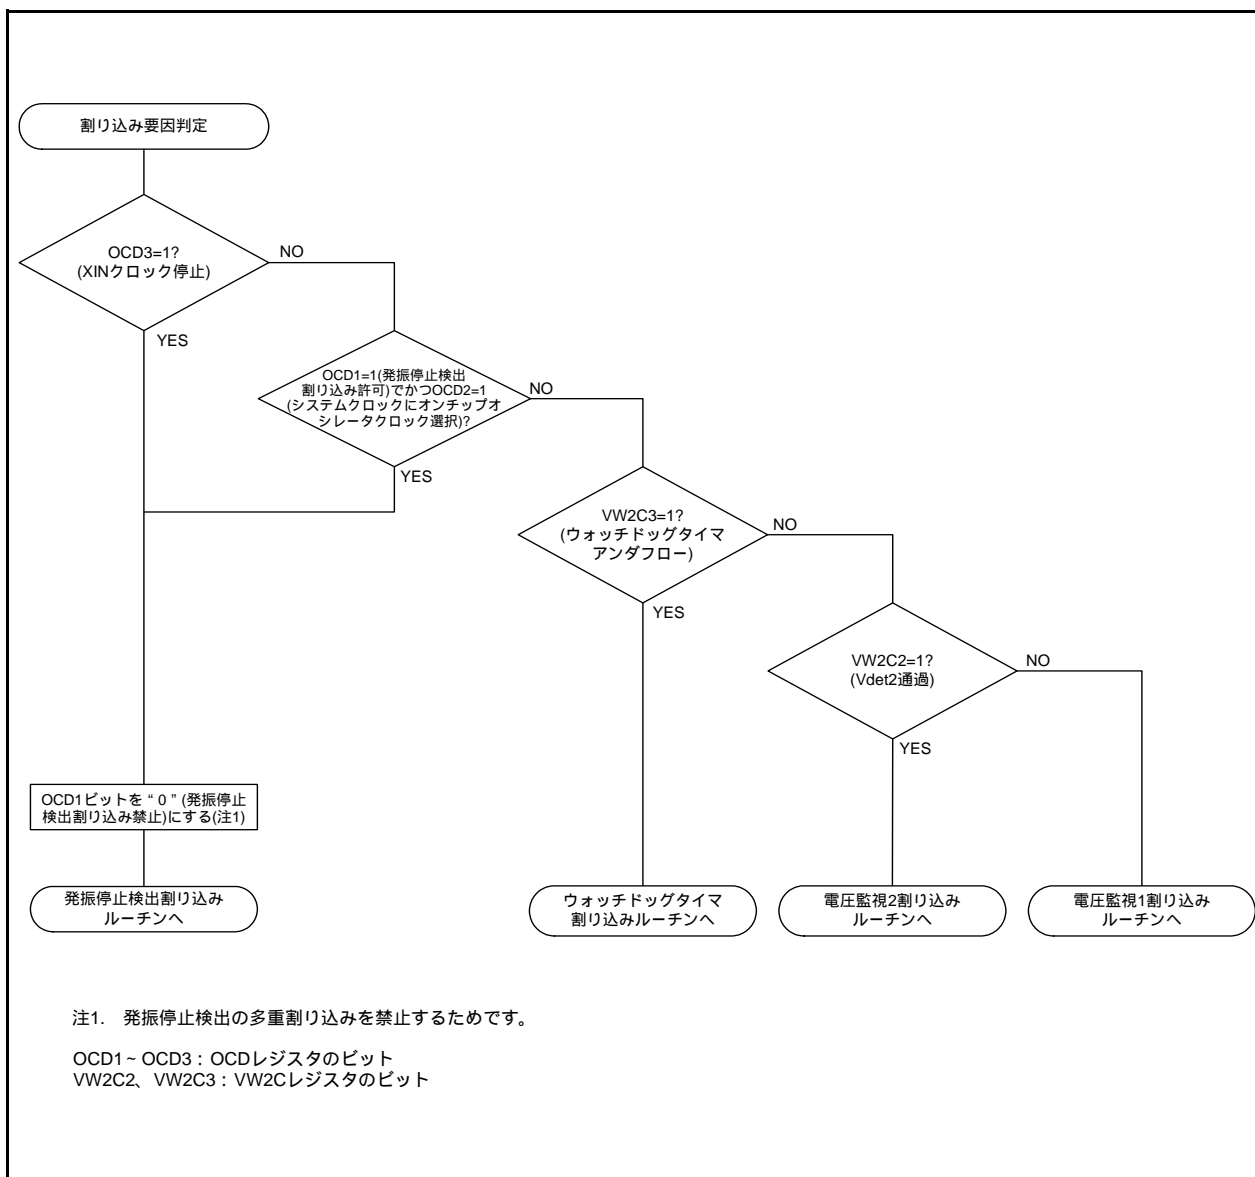 割り込み要因判定
OCD3=1?
(XINクロック停止)
NO
YES
OCD1=1(発振停止検出
割り込み許可)でかつOCD2=1
(システムクロックにオンチップオ
シレータクロック選択)?
NO
YES
VW2C3=1?
(ウォッチドッグタイマ
アンダフロー)
NO
YES
VW2C2=1?
(Vdet2通過)
NO
YES
OCD1ビットを“0”(発振停止
検出割り込み禁止)にする(注1)
発振停止検出割り込み
ルーチンへ
ウォッチドッグタイマ
割り込みルーチンへ
電圧監視2割り込み
ルーチンへ
電圧監視1割り込み
ルーチンへ
注1. 発振停止検出の多重割り込みを禁止するためです。
OCD1~OCD3:OCDレジスタのビット
VW2C2、VW2C3:VW2Cレジスタのビット